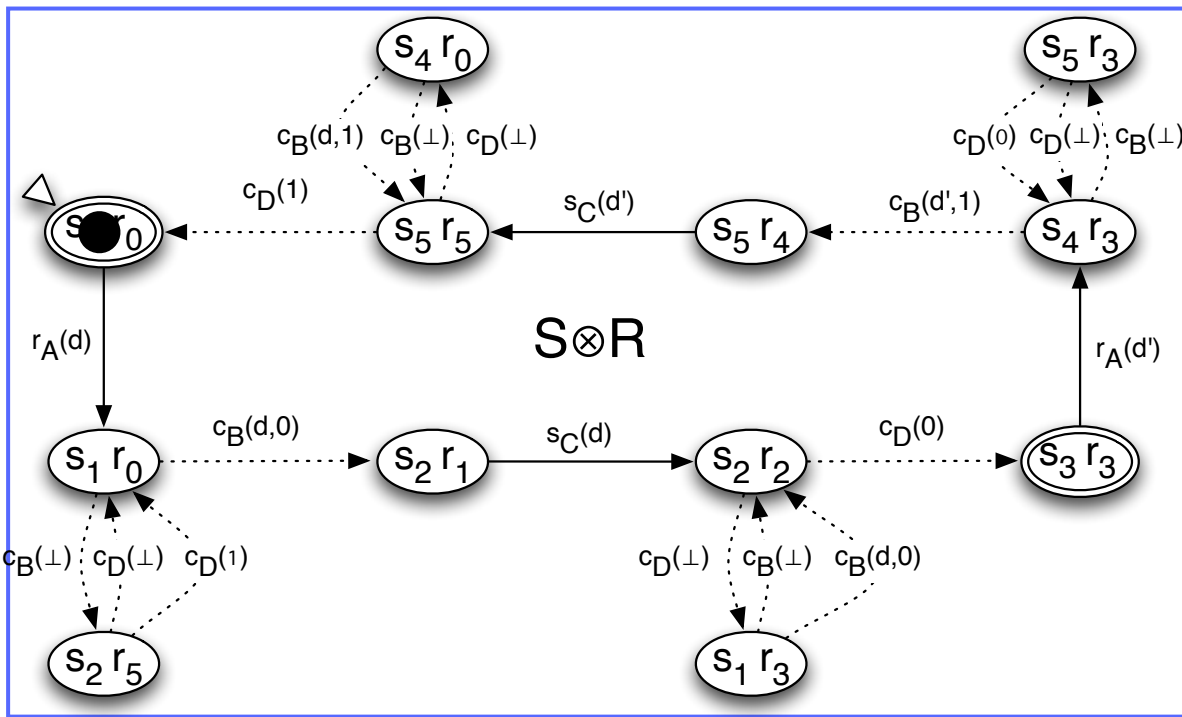 s4 r0
s5 r3
cB(d,1) cB(⊥) cD(⊥)
cD(0) cD(⊥) cB(⊥)
cD(1)
sC(d')
cB(d',1)
s r0
s5 r5
s5 r4
s4 r3
S⊗R
rA(d)
rA(d')
cB(d,0)
sC(d)
cD(0)
s1 r0
s2 r1
s2 r2
s3 r3
cB(⊥) cD(⊥) cD(1)
cD(⊥) cB(⊥) cB(d,0)
s2 r5
s1 r3